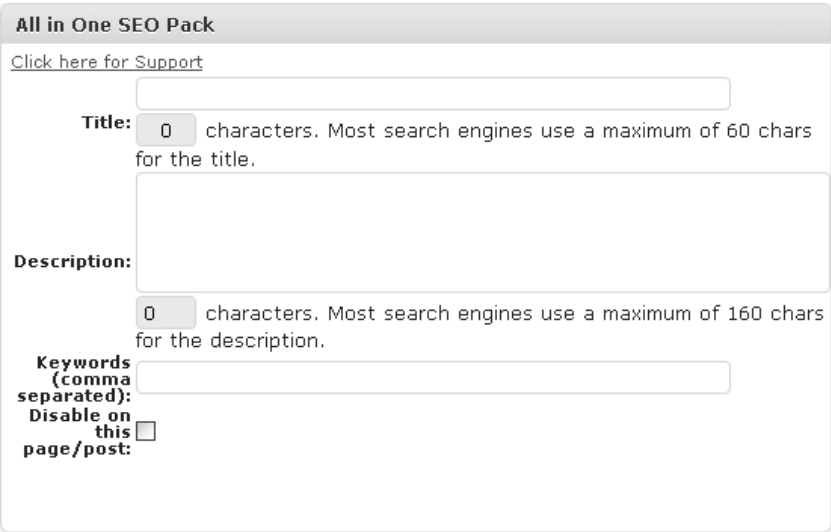 All in One SEO Pack
Click here for Support
Title:
0 characters. Most search engines use a maximum of 60 chars
for the title.
Description:
0 characters. Most search engines use a maximum of 160 chars
for the description.
Keywords
(comma
separated):
Disable on
this
page/post: